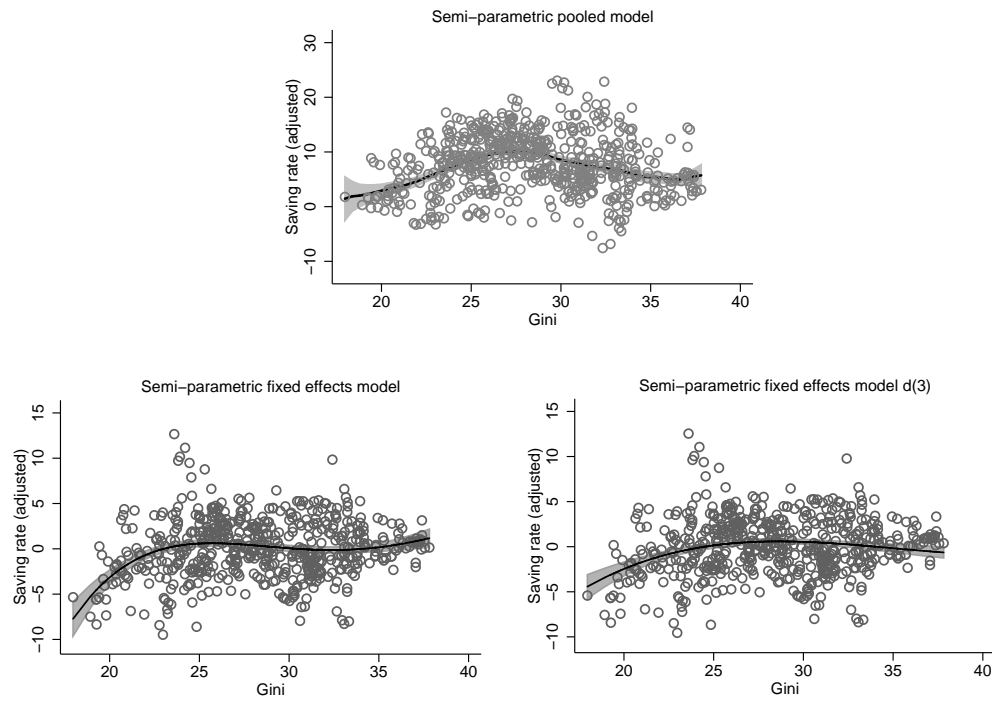 Semi−parametric pooled model
Saving rate (adjusted)
30
20
10
0
−10
20 25 30 35 40
Gini
Semi−parametric fixed effects model
Saving rate (adjusted)
15
10
5
0
−5
−10
20 25 30 35 40
Gini
Semi−parametric fixed effects model d(3)
Saving rate (adjusted)
15
10
5
0
−5
−10
20 25 30 35 40
Gini